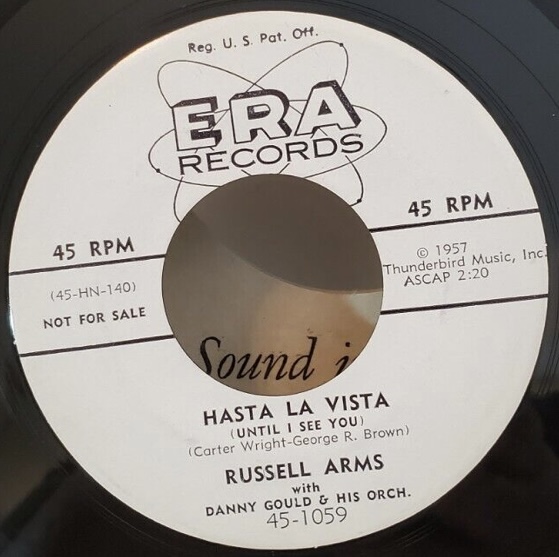 Reg. U. S. Pat. Off.
ERA
RECORDS
45 RPM
45 RPM
(45-HN-140)
NOT FOR SALE
© 1957
Thunderbird Music, Inc.
ASCAP 2:20
Sound i
HASTA LA VISTA
(UNTIL I SEE YOU)
(Carter Wright-George R. Brown)
RUSSELL ARMS
with
DANNY GOULD & HIS ORCH.
45-1059